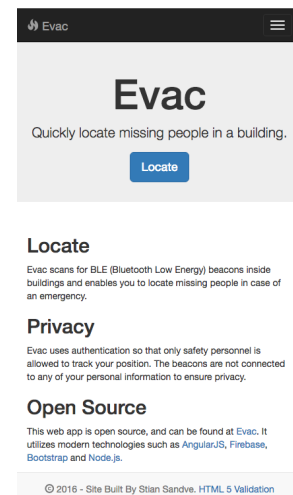 Evac
Evac
Quickly locate missing people in a building.
Locate
Locate
Evac scans for BLE (Bluetooth Low Energy) beacons inside
buildings and enables you to locate missing people in case of
an emergency.
Privacy
Evac uses authentication so that only safety personnel is
allowed to track your position. The beacons are not connected
to any of your personal information to ensure privacy.
Open Source
This web app is open source, and can be found at Evac. It
utilizes modern technologies such as AngularJS, Firebase,
Bootstrap and Node.js.
© 2016 - Site Built By Stian Sandve. HTML 5 Validation